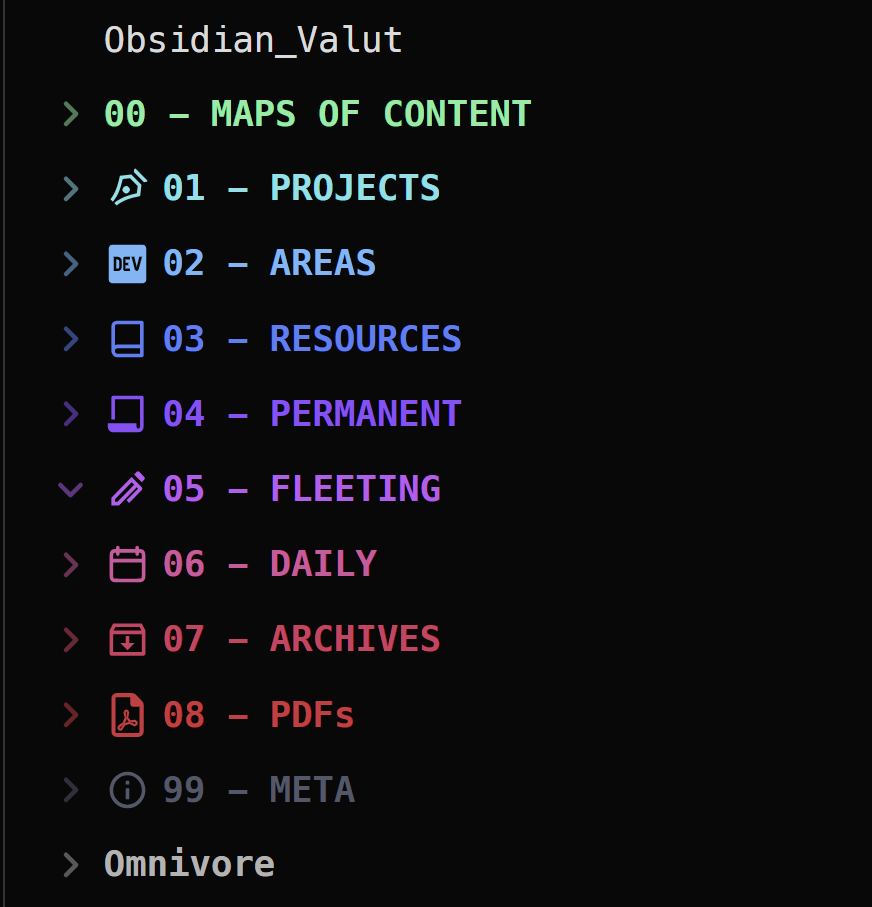 Obsidian_Valut
00 – MAPS OF CONTENT
01 – PROJECTS
DEV 02 – AREAS
03 – RESOURCES
04 – PERMANENT
05 – FLEETING
06 – DAILY
07 – ARCHIVES
08 – PDFs
99 – META
Omnivore